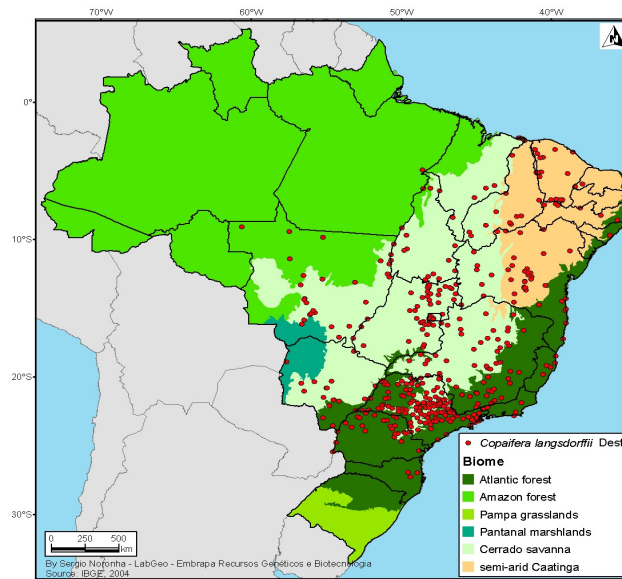 70°W 60°W 50°W 40°W
N
0°
10°S
20°S
30°S
Copaifera langsdorffii Desf
Biome
Atlantic forest
Amazon forest
Pampa grasslands
Pantanal marshlands
Cerrado savanna
semi-arid Caatinga
0 250 500
km
By Sergio Noronha - LabGeo - Embrapa Recursos Genéticos e Biotecnologia
Source: IBGE, 2004